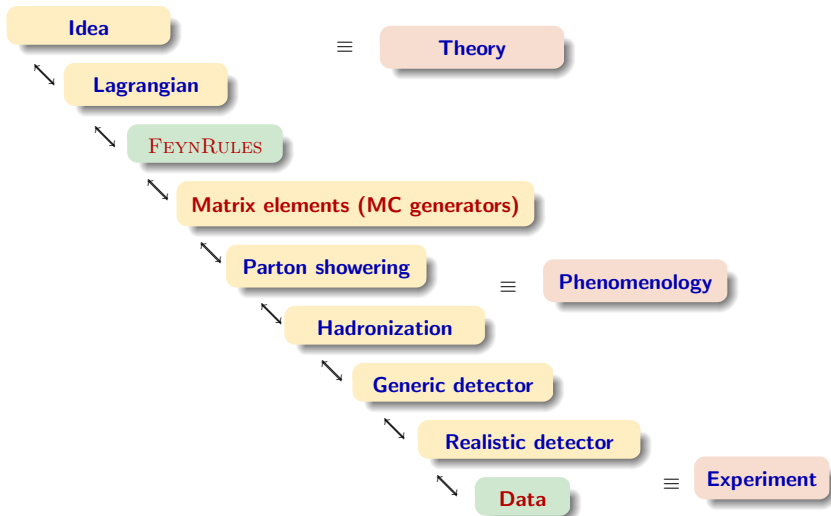 Idea
≡ Theory
Lagrangian
FEYNRULES
Matrix elements (MC generators)
Parton showering
≡ Phenomenology
Hadronization
Generic detector
Realistic detector
≡ Experiment
Data